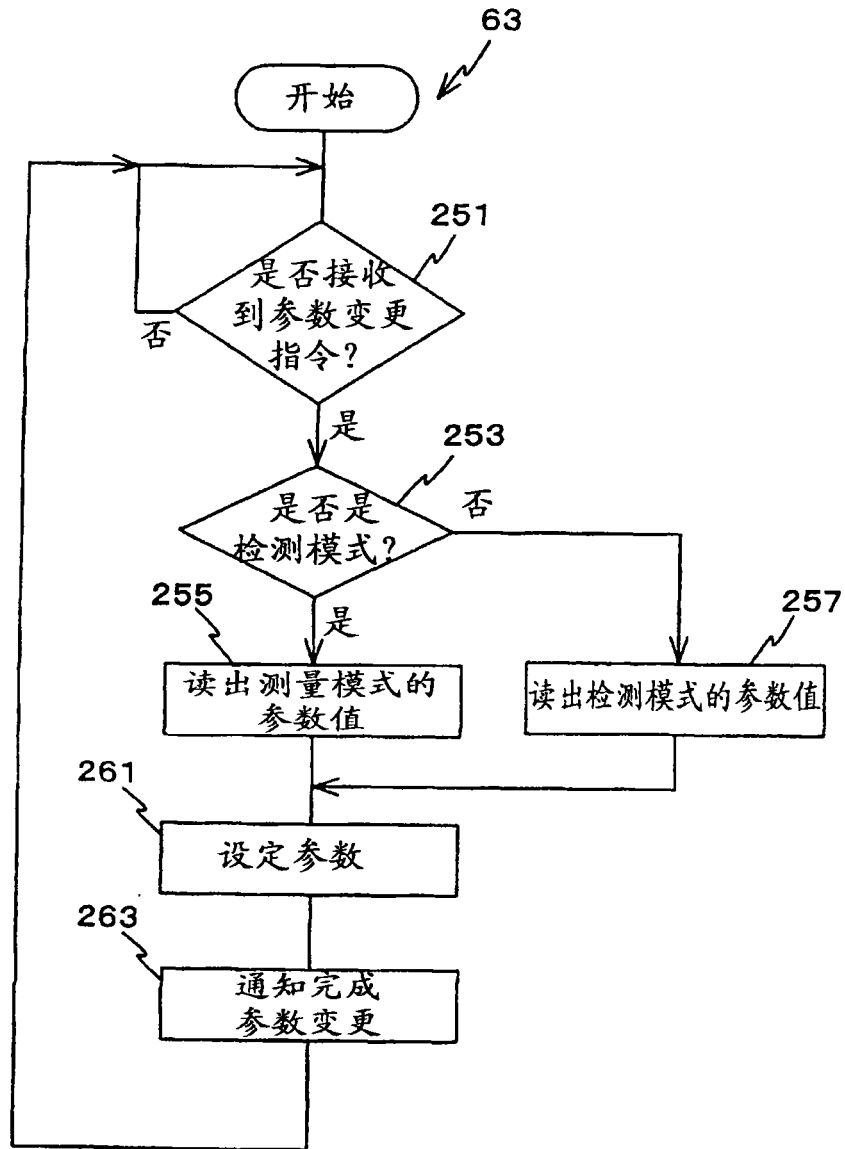 63
开始
251
是否接收
到参数变更
指令?
否
是
253
是否是
检测模式?
否
255
是
257
读出测量模式的
参数值
读出检测模式的参数值
261
设定参数
263
通知完成
参数变更